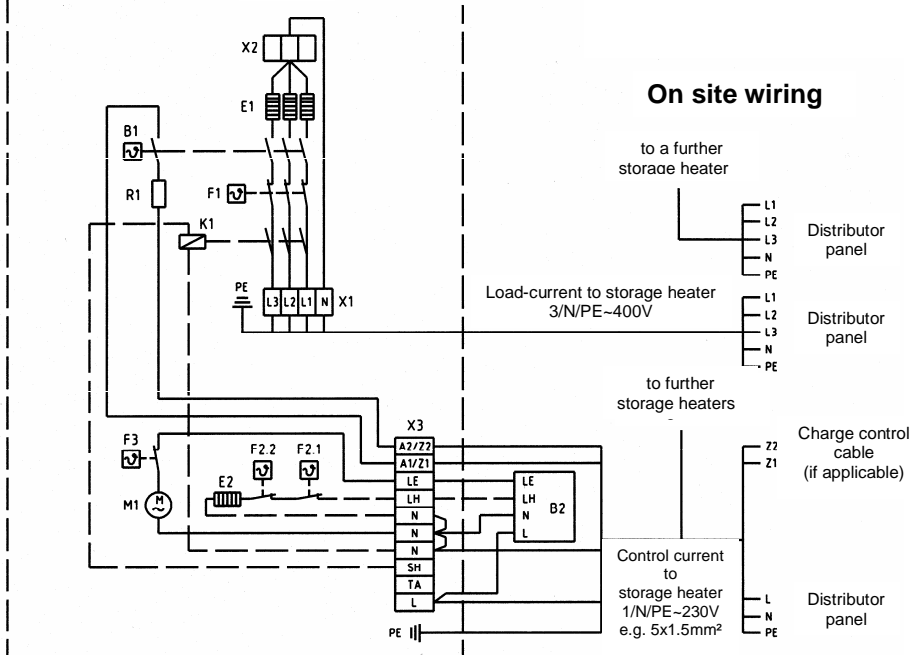 X2
E1
B1
R1
F1
K1
PE
L3 L2 L1 N X1
On site wiring
to a further
storage heater
L1
L2
L3
N
PE
Distributor
panel
Load-current to storage heater
3/N/PE~400V
L1
L2
L3
N
PE
Distributor
panel
to further
storage heaters
X3
A2/Z2
A1/Z1
LE
LH
N
N
N
SH
TA
L
PE
F3
M1
M
~
E2
F2.2
F2.1
LE
LH
N
L
B2
Z2
Z1
Charge control
cable
(if applicable)
Control current
to
storage heater
1/N/PE~230V
e.g. 5x1.5mm²
L
N
PE
Distributor
panel